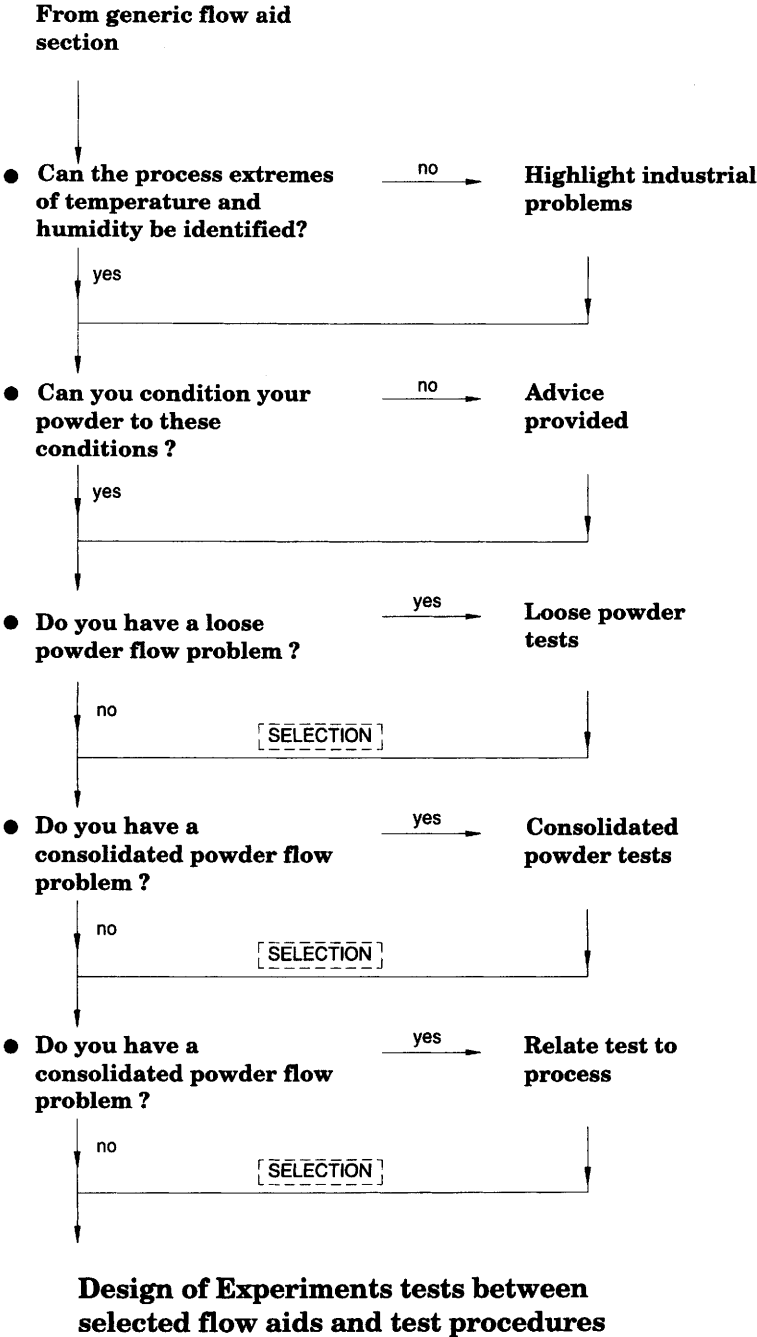 From generic flow aid
section
● Can the process extremes
of temperature and
humidity be identified?
no
Highlight industrial
problems
yes
● Can you condition your
powder to these
conditions ?
no
Advice
provided
yes
● Do you have a loose
powder flow problem ?
yes
Loose powder
tests
no
SELECTION
● Do you have a
consolidated powder flow
problem ?
yes
Consolidated
powder tests
no
SELECTION
● Do you have a
consolidated powder flow
problem ?
yes
Relate test to
process
no
SELECTION
Design of Experiments tests between
selected flow aids and test procedures